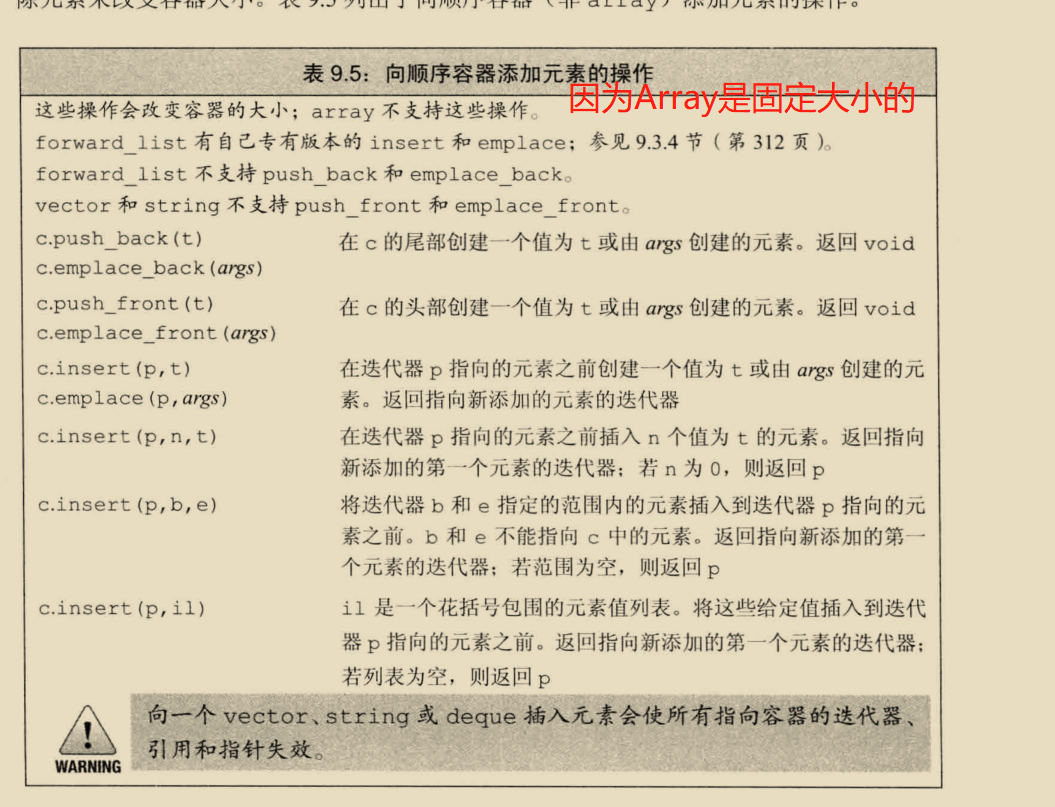 除元素来改变容器大小。表 9.5 列出了向顺序容器（非 array）添加元素的操作。
表 9.5：向顺序容器添加元素的操作
因为Array是固定大小的
这些操作会改变容器的大小；array 不支持这些操作。
forward_list 有自己专有版本的 insert 和 emplace；参见 9.3.4 节（第 312 页）。
forward_list 不支持 push_back 和 emplace_back。
vector 和 string 不支持 push_front 和 emplace_front。
c.push_back(t) 在 c 的尾部创建一个值为 t 或由 args 创建的元素。返回 void
c.emplace_back(args)
c.push_front(t) 在 c 的头部创建一个值为 t 或由 args 创建的元素。返回 void
c.emplace_front(args)
c.insert(p,t) 在迭代器 p 指向的元素之前创建一个值为 t 或由 args 创建的元
c.emplace(p,args) 素。返回指向新添加的元素的迭代器
c.insert(p,n,t) 在迭代器 p 指向的元素之前插入 n 个值为 t 的元素。返回指向
新添加的第一个元素的迭代器；若 n 为 0，则返回 p
c.insert(p,b,e) 将迭代器 b 和 e 指定的范围内的元素插入到迭代器 p 指向的元
素之前。b 和 e 不能指向 c 中的元素。返回指向新添加的第一
个元素的迭代器；若范围为空，则返回 p
c.insert(p,il) il 是一个花括号包围的元素值列表。将这些给定值插入到迭代
器 p 指向的元素之前。返回指向新添加的第一个元素的迭代器；
若列表为空，则返回 p
向一个 vector、string 或 deque 插入元素会使所有指向容器的迭代器、
引用和指针失效。
WARNING